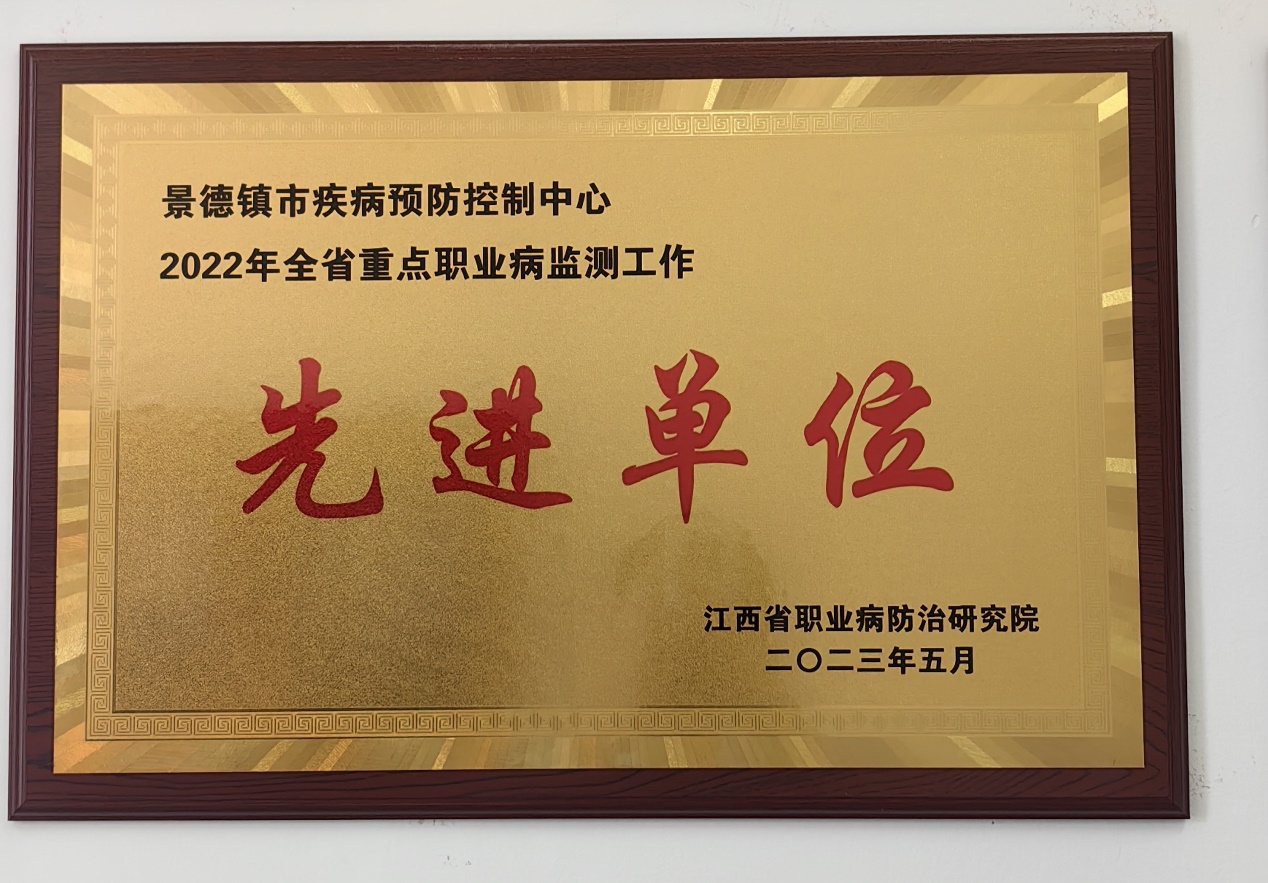 景德镇市疾病预防控制中心
2022年全省重点职业病监测工作
先进单位
江西省职业病防治研究院
二〇二三年五月